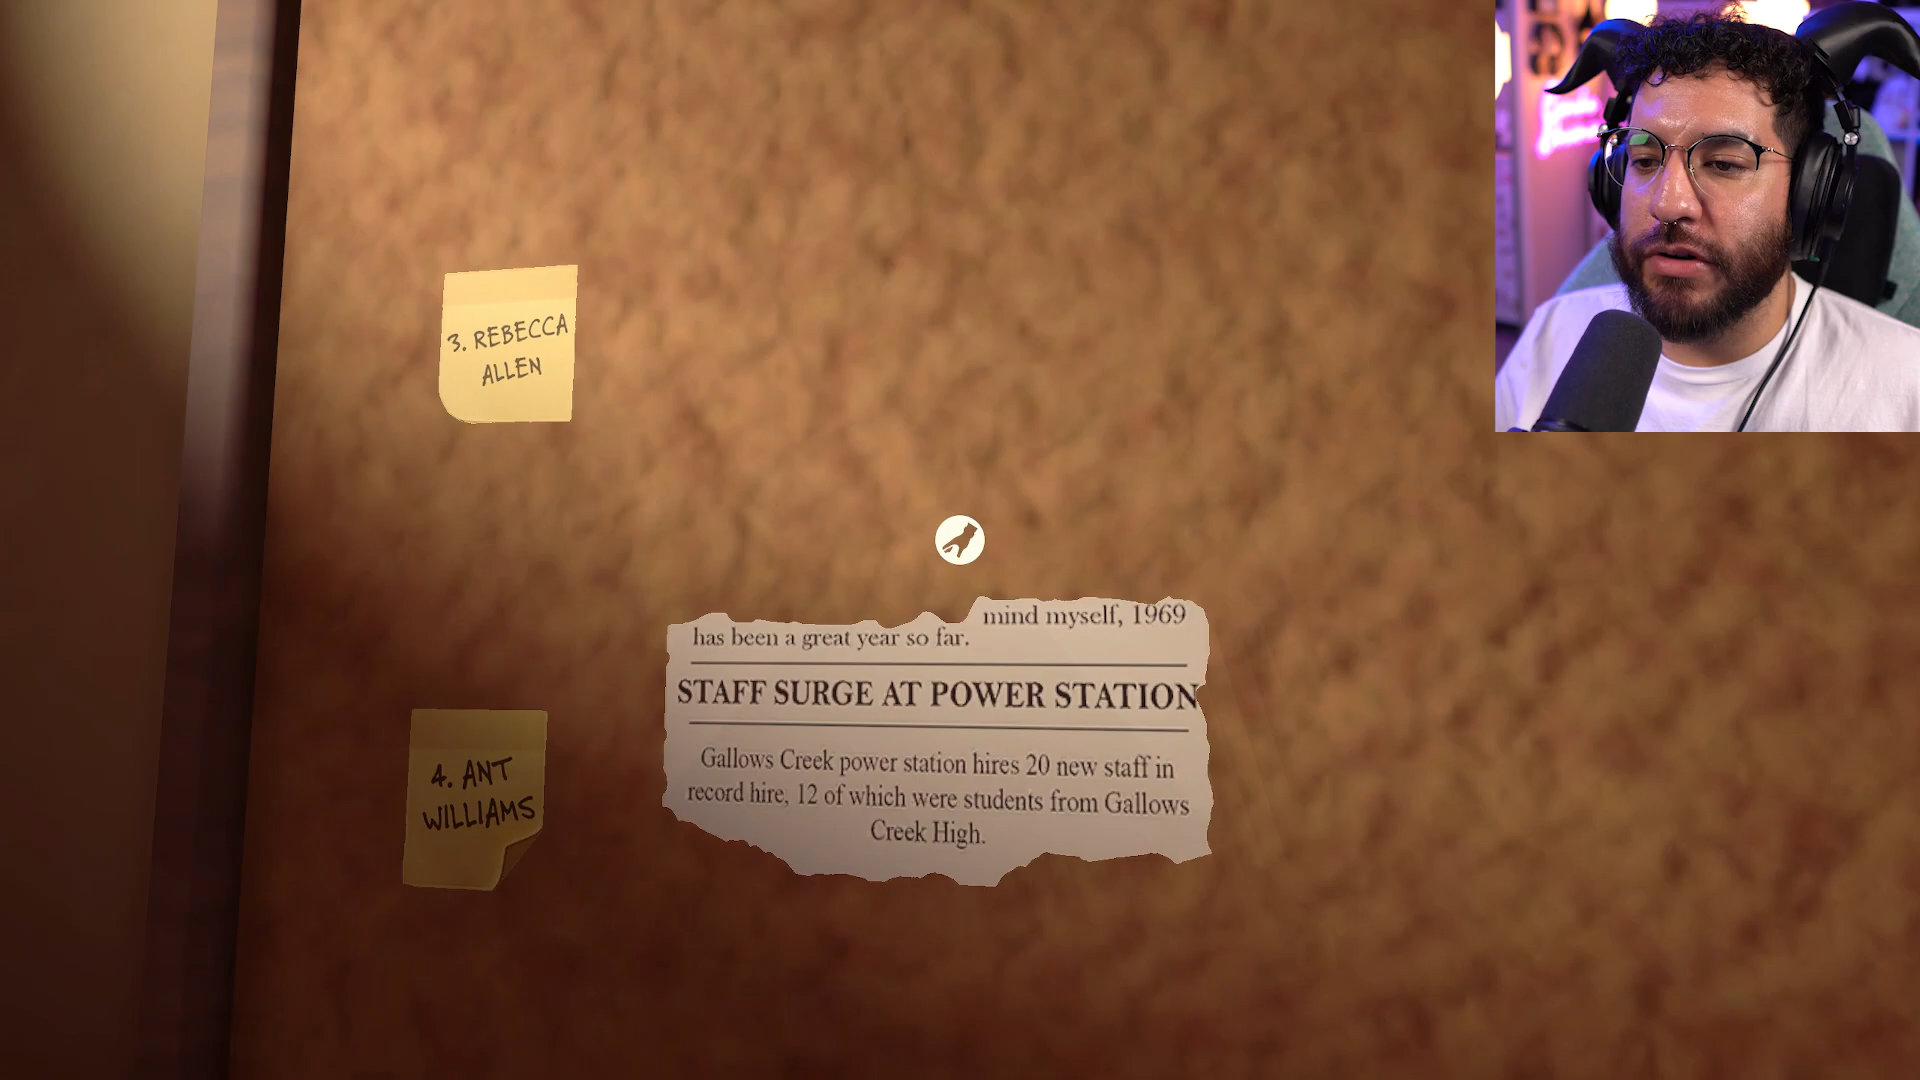 3. REBECCA
ALLEN
mind myself, 1969
has been a great year so far.
STAFF SURGE AT POWER STATION
Gallows Creek power station hires 20 new staff in
record hire, 12 of which were students from Gallows
Creek High.
4. ANT
WILLIAMS